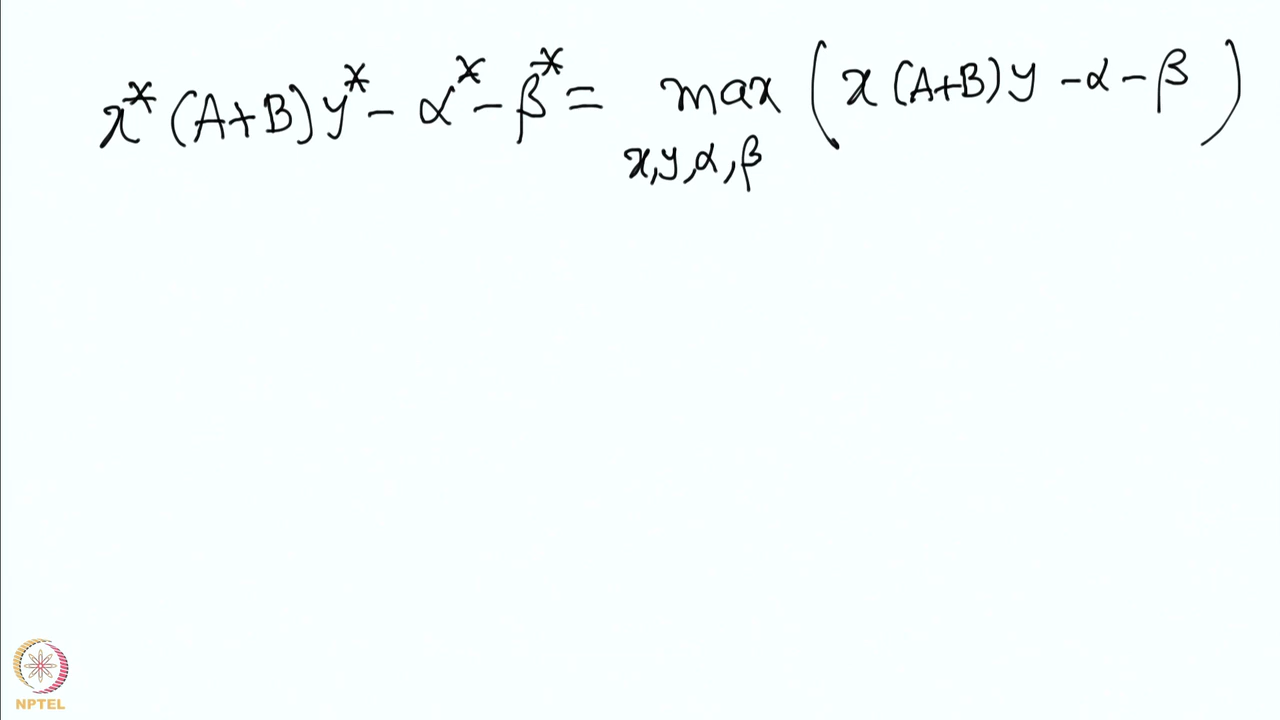 x* (A+B) y* - α* - β* = max ( x (A+B) y - α - β )
x, y, α, β
NPTEL